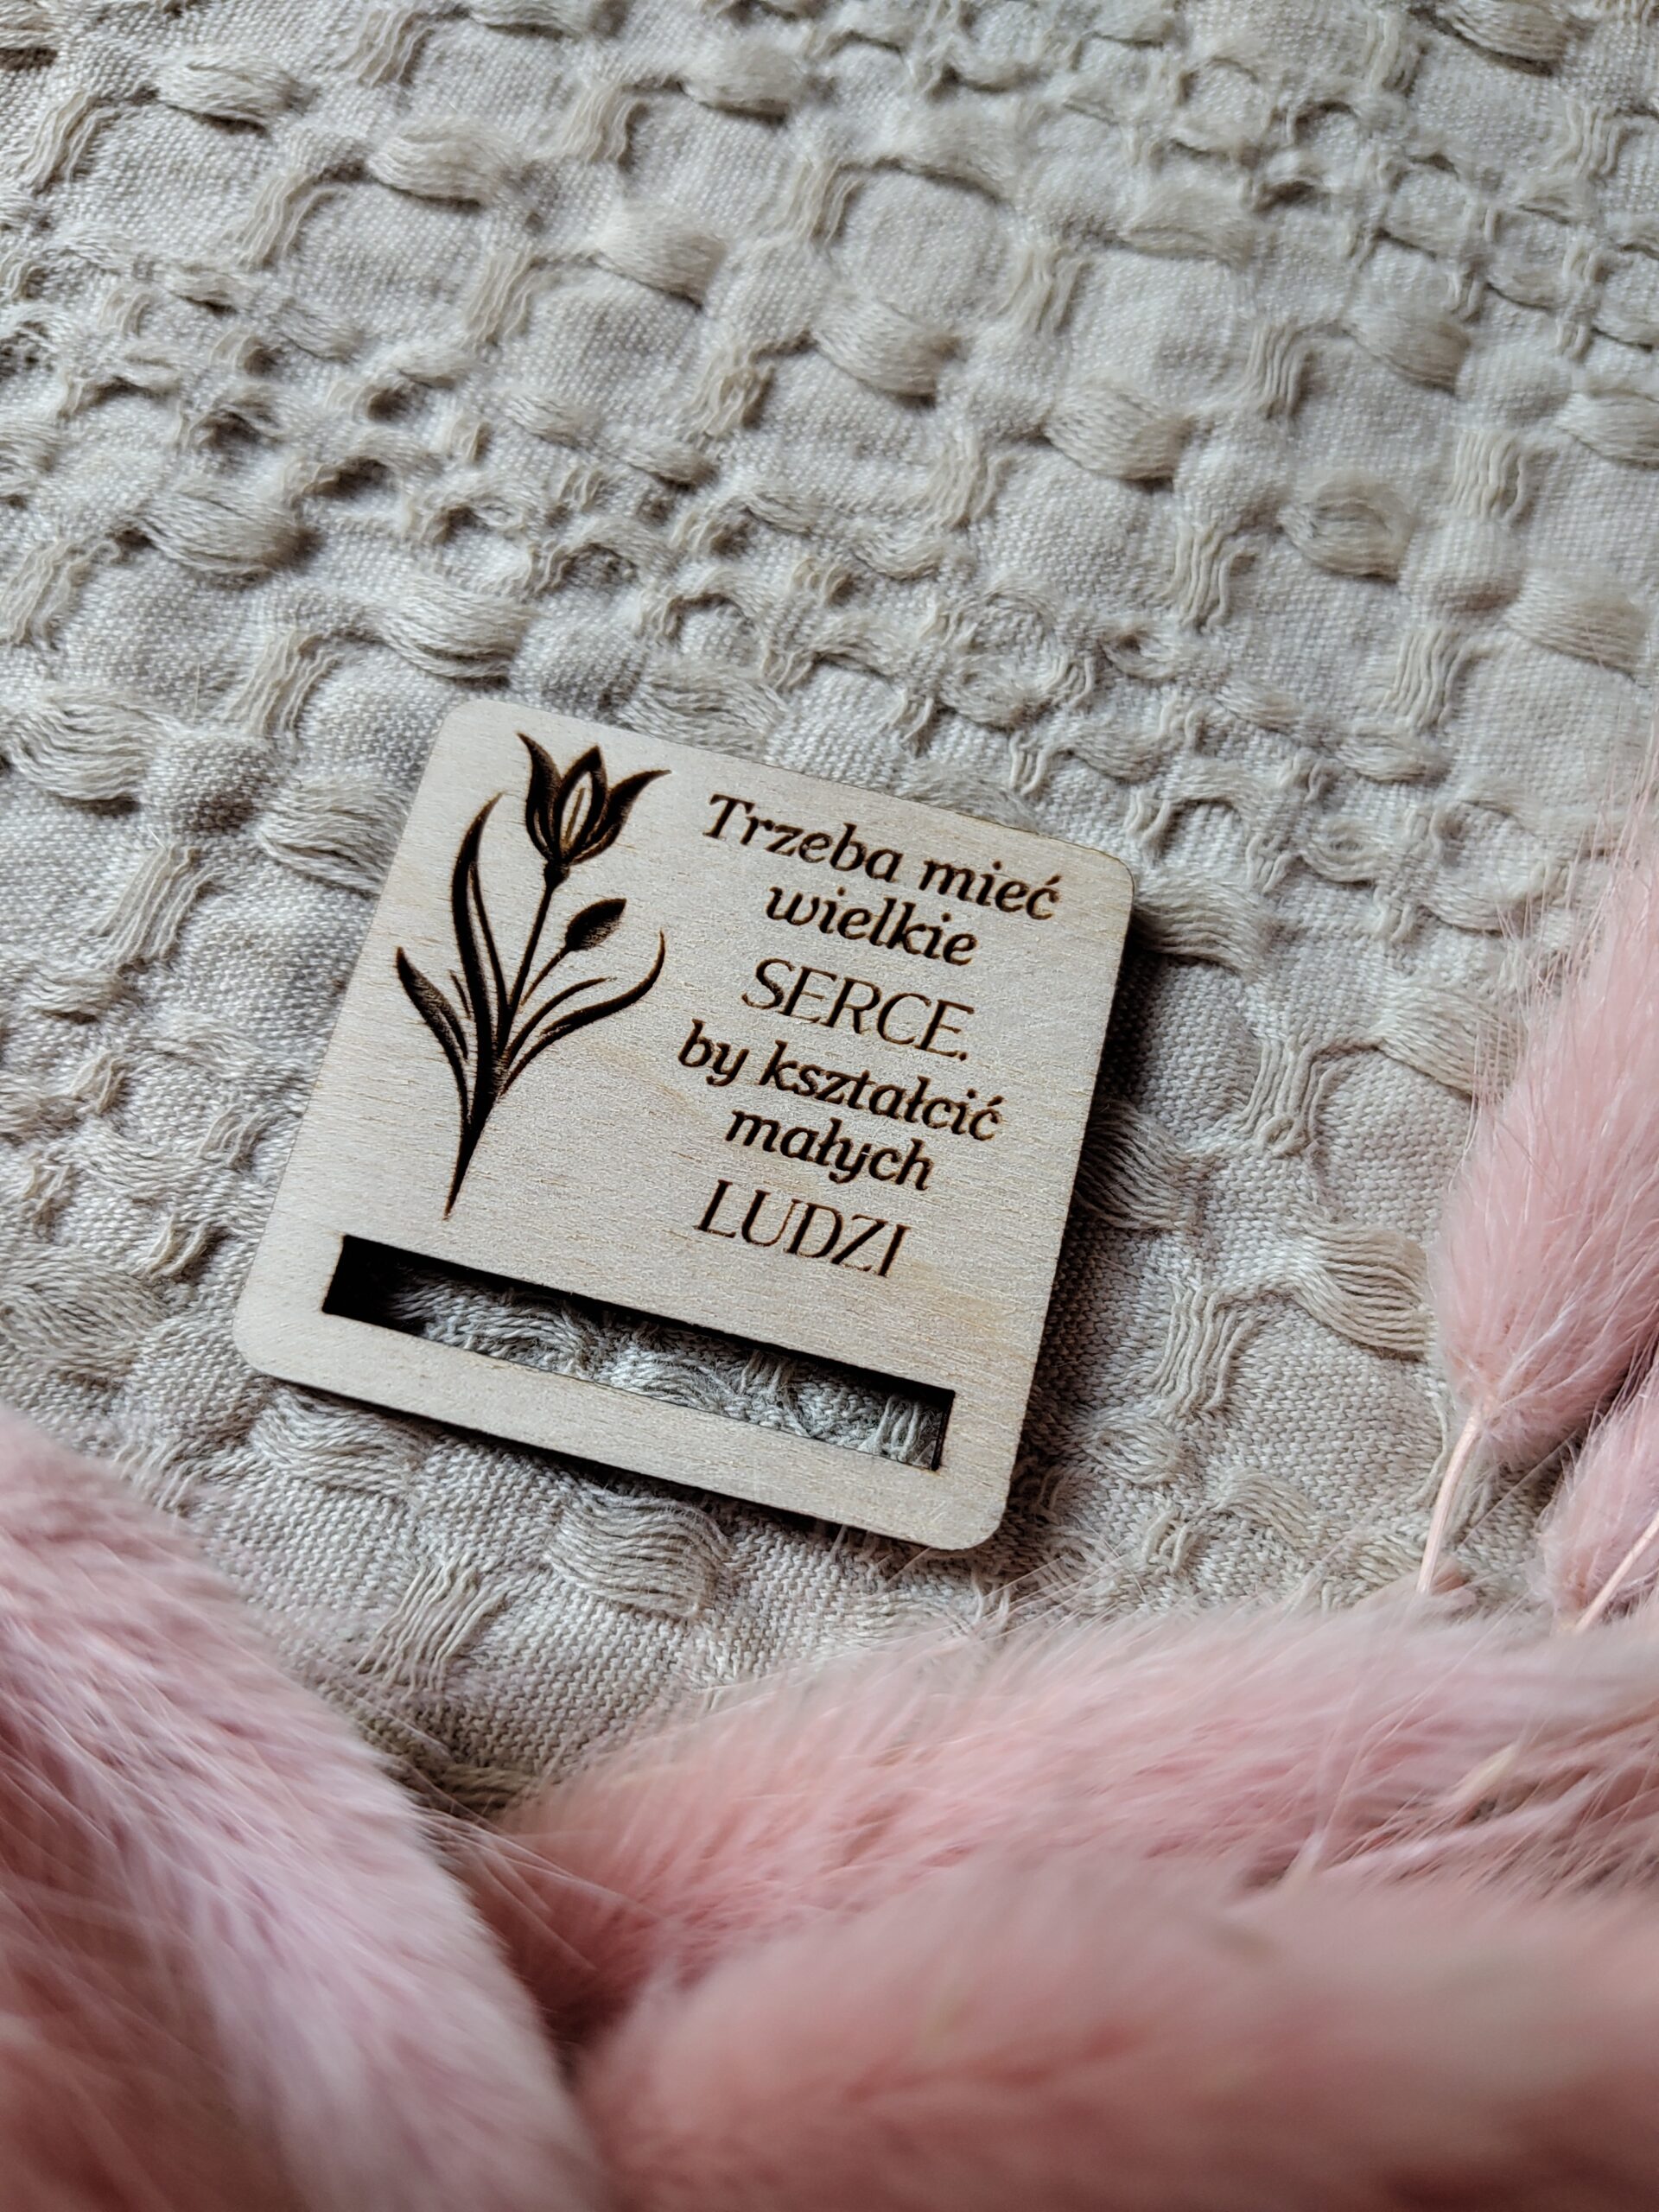 Trzeba mieć
wielkie
SERCE.
by kształcić
małych
LUDZI